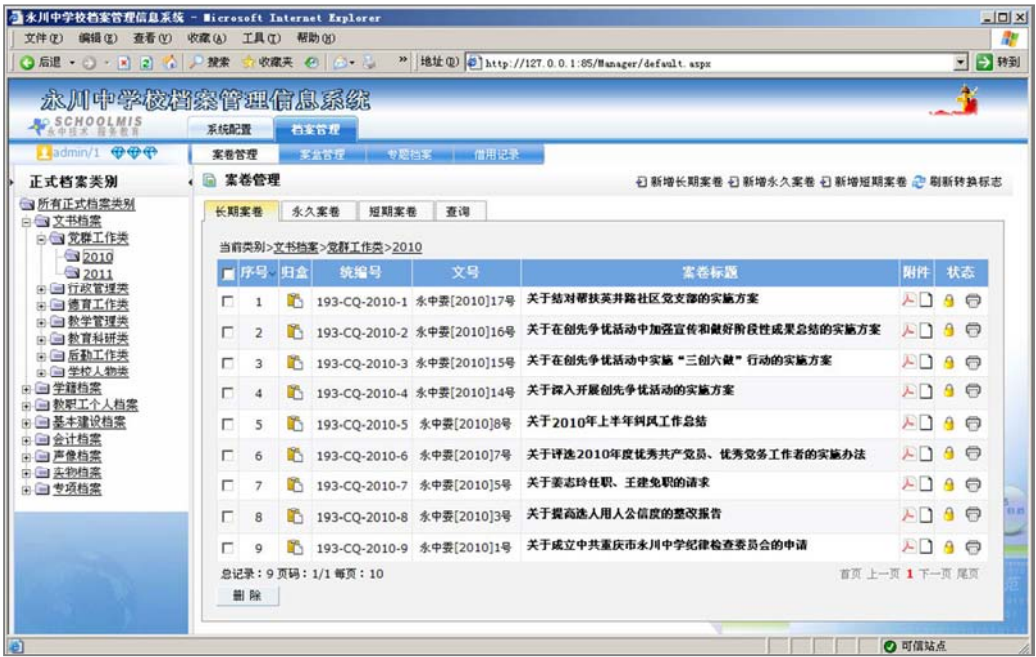 永川中学校档案管理信息系统 - Microsoft Internet Explorer
文件(F) 编辑(E) 查看(V) 收藏(A) 工具(T) 帮助(H)
后退 搜索 收藏夹 » 地址(D) http://127.0.0.1:85/Manager/default.aspx 转到
永川中学校档案管理信息系统
SCHOOLMIS
永中技术 服务教育
系统配置 档案管理
admin/1 案卷管理 案盒管理 专题档案 借用记录
正式档案类别
案卷管理 新增长期案卷 新增永久案卷 新增短期案卷 刷新转换标志
所有正式档案类别
文书档案
党群工作类
2010
2011
行政管理类
德育工作类
教学管理类
教育科研类
后勤工作类
学校人物类
学籍档案
教职工个人档案
基本建设档案
会计档案
声像档案
实物档案
专项档案
长期案卷 永久案卷 短期案卷 查询
当前类别>文书档案>党群工作类>2010
序号 归盒 统编号 文号 案卷标题 附件 状态
1 193-CQ-2010-1 永中委[2010]17号 关于结对帮扶英井路社区党支部的实施方案
2 193-CQ-2010-2 永中委[2010]16号 关于在创先争优活动中加强宣传和做好阶段性成果总结的实施方案
3 193-CQ-2010-3 永中委[2010]15号 关于在创先争优活动中实施“三创六做”行动的实施方案
4 193-CQ-2010-4 永中委[2010]14号 关于深入开展创先争优活动的实施方案
5 193-CQ-2010-5 永中委[2010]8号 关于2010年上半年纠风工作总结
6 193-CQ-2010-6 永中委[2010]7号 关于评选2010年度优秀共产党员、优秀党务工作者的实施办法
7 193-CQ-2010-7 永中委[2010]5号 关于姜志玲任职、王建免职的请求
8 193-CQ-2010-8 永中委[2010]3号 关于提高选人用人公信度的整改报告
9 193-CQ-2010-9 永中委[2010]1号 关于成立中共重庆市永川中学纪律检查委员会的申请
总记录：9 页码：1/1 每页：10 首页 上一页 1 下一页 尾页
删 除
可信站点